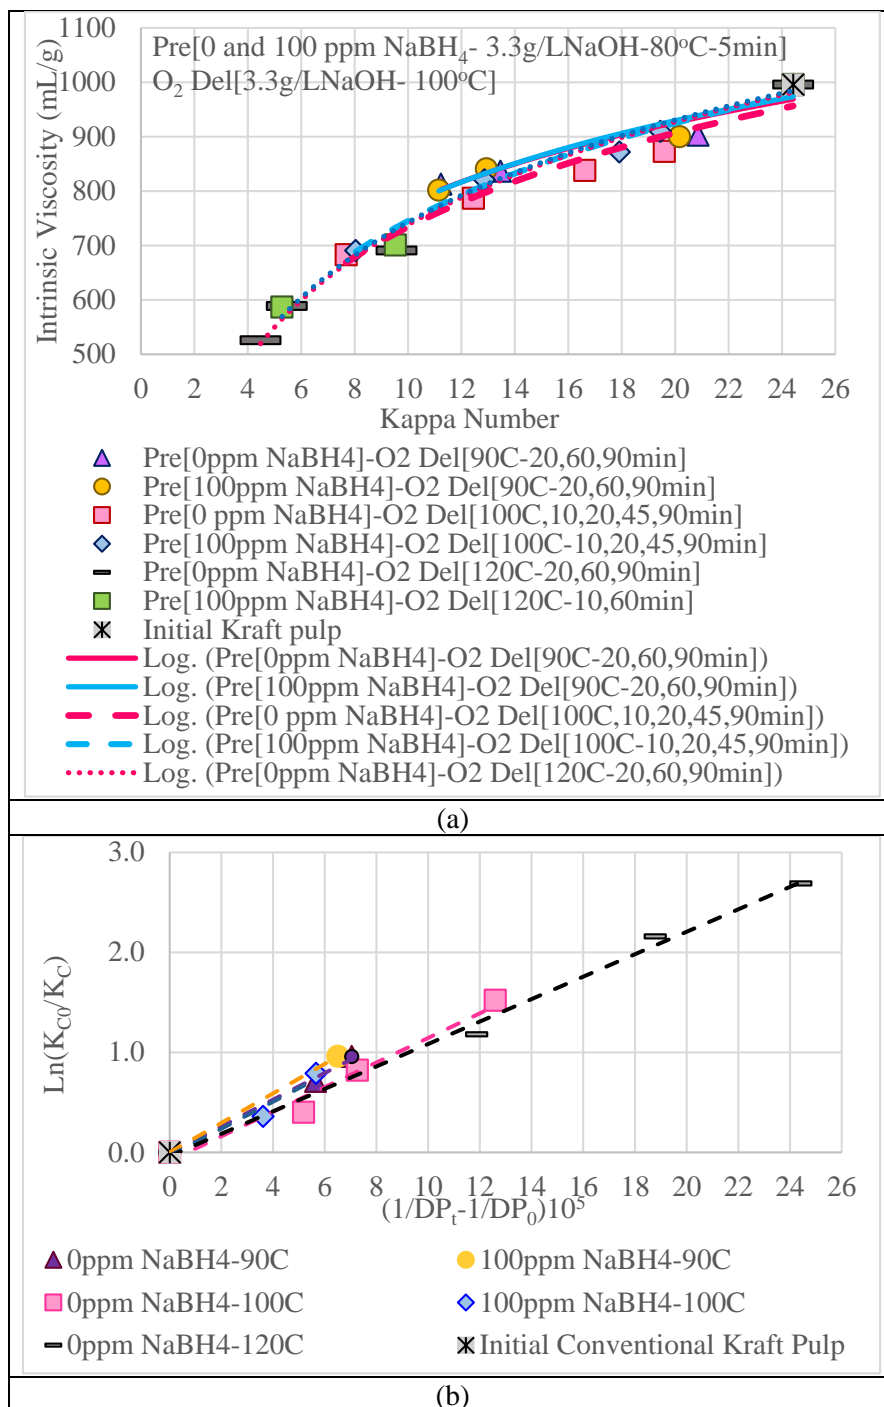 Pre[0 and 100 ppm NaBH4- 3.3g/LNaOH-80oC-5min]
O2 Del[3.3g/LNaOH- 100oC]
Intrinsic Viscosity (mL/g)
1100
1000
900
800
700
600
500
0 2 4 6 8 10 12 14 16 18 20 22 24 26
Kappa Number
Pre[0ppm NaBH4]-O2 Del[90C-20,60,90min]
Pre[100ppm NaBH4]-O2 Del[90C-20,60,90min]
Pre[0 ppm NaBH4]-O2 Del[100C,10,20,45,90min]
Pre[100ppm NaBH4]-O2 Del[100C-10,20,45,90min]
Pre[0ppm NaBH4]-O2 Del[120C-20,60,90min]
Pre[100ppm NaBH4]-O2 Del[120C-10,60min]
Initial Kraft pulp
Log. (Pre[0ppm NaBH4]-O2 Del[90C-20,60,90min])
Log. (Pre[100ppm NaBH4]-O2 Del[90C-20,60,90min])
Log. (Pre[0 ppm NaBH4]-O2 Del[100C,10,20,45,90min])
Log. (Pre[100ppm NaBH4]-O2 Del[100C-10,20,45,90min])
Log. (Pre[0ppm NaBH4]-O2 Del[120C-20,60,90min])
(a)
Ln(KC0/KC)
3.0
2.0
1.0
0.0
0 2 4 6 8 10 12 14 16 18 20 22 24 26
(1/DPt-1/DP0)10^5
0ppm NaBH4-90C
100ppm NaBH4-90C
0ppm NaBH4-100C
100ppm NaBH4-100C
0ppm NaBH4-120C
Initial Conventional Kraft Pulp
(b)